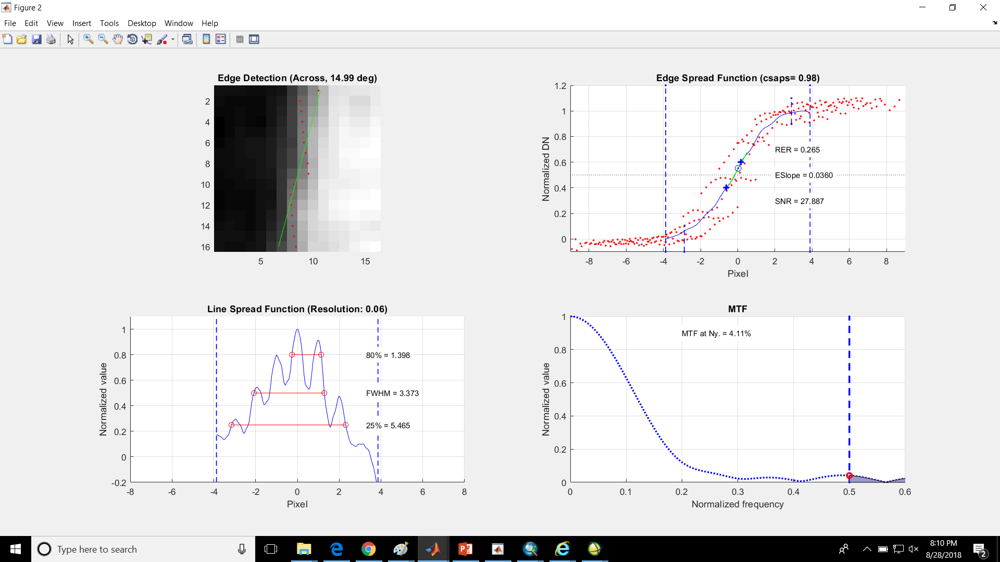 Figure 2
File Edit View Insert Tools Desktop Window Help
Edge Detection (Across, 14.99 deg)
2
4
6
8
10
12
14
16
5 10 15
Edge Spread Function (csaps= 0.98)
Normalized DN
1.2
1
0.8
0.6
0.4
0.2
0
RER = 0.265
ESlope = 0.0360
SNR = 27.887
-8 -6 -4 -2 0 2 4 6 8
Pixel
Line Spread Function (Resolution: 0.06)
Normalized value
1
0.8
0.6
0.4
0.2
0
-0.2
80% = 1.398
FWHM = 3.373
25% = 5.465
-8 -6 -4 -2 0 2 4 6 8
Pixel
MTF
Normalized value
1
0.8
0.6
0.4
0.2
0
MTF at Ny. = 4.11%
0 0.1 0.2 0.3 0.4 0.5 0.6
Normalized frequency
Type here to search
8:10 PM
8/28/2018
2